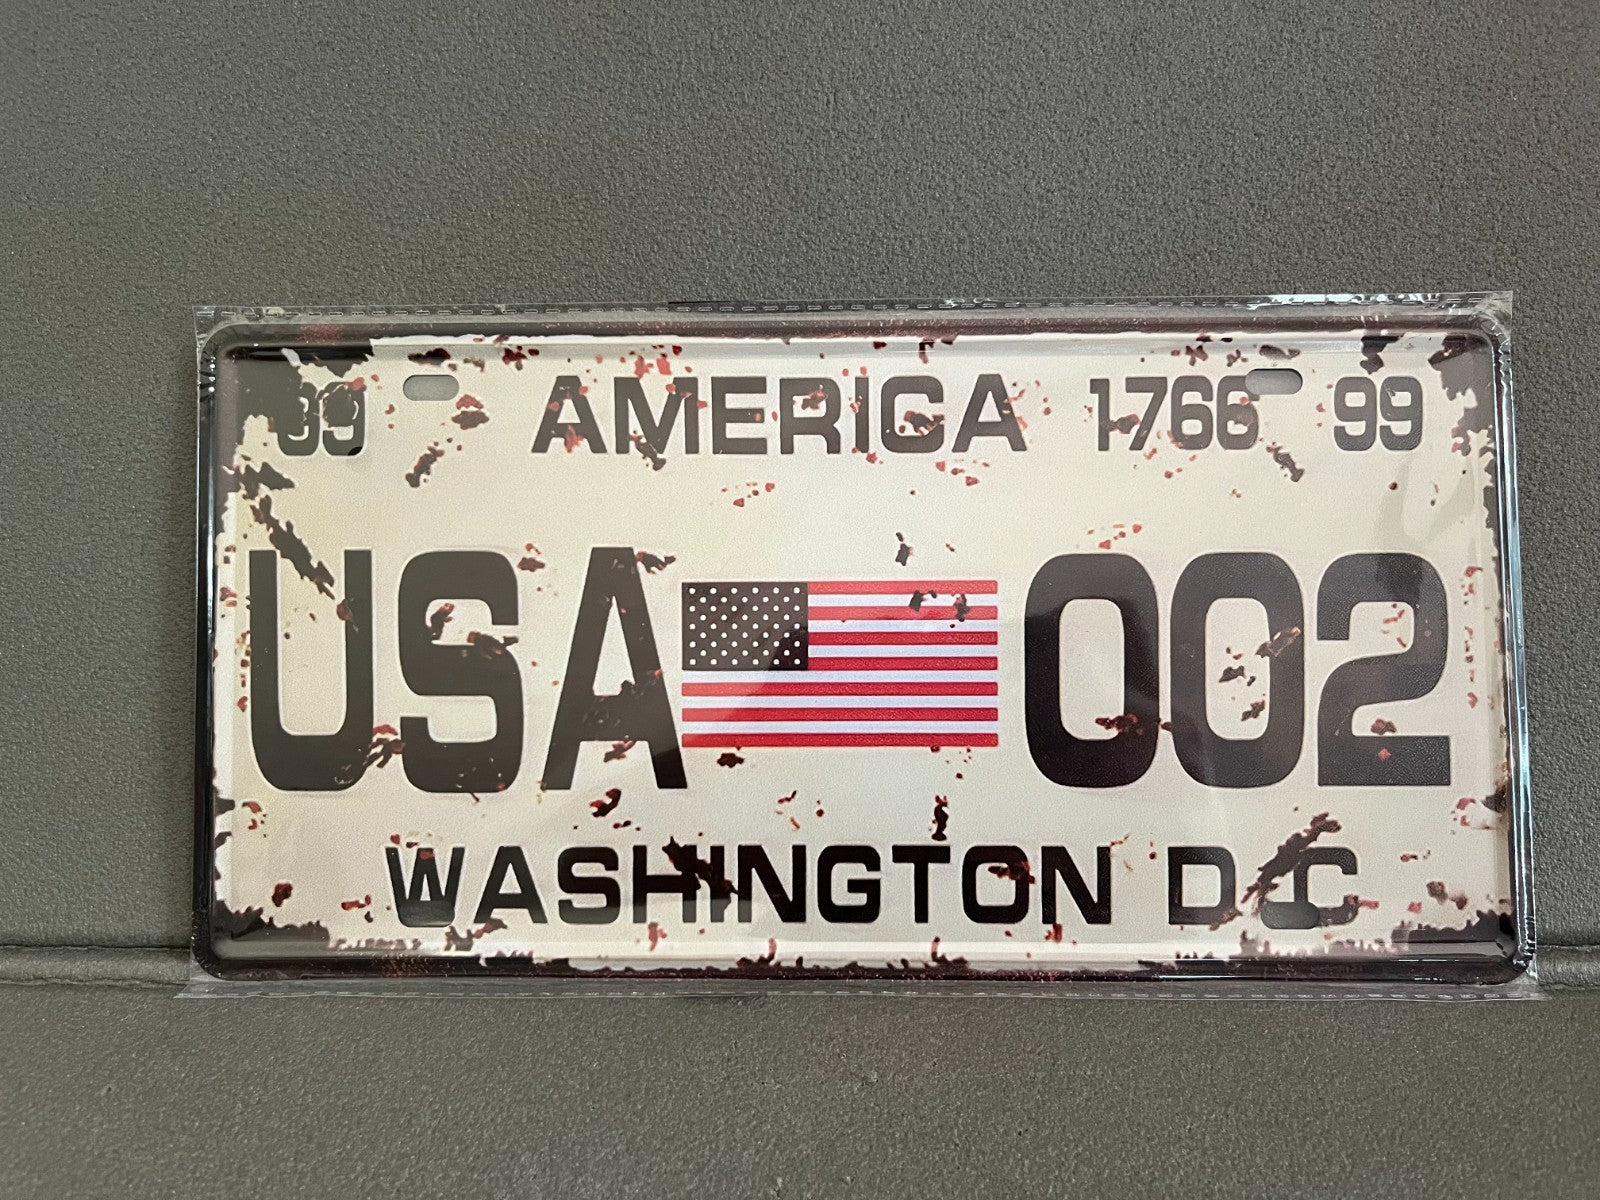 09 AMERICA 1766 99
USA 002
WASHINGTON D.C